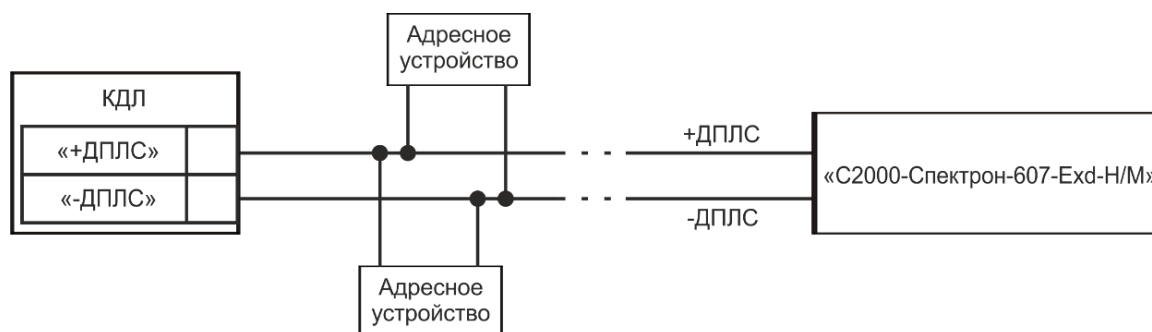 Адресное
устройство
КДЛ
«+ДПЛС»
«-ДПЛС»
+ДПЛС
-ДПЛС
«С2000-Спектрон-607-Exd-Н/М»
Адресное
устройство